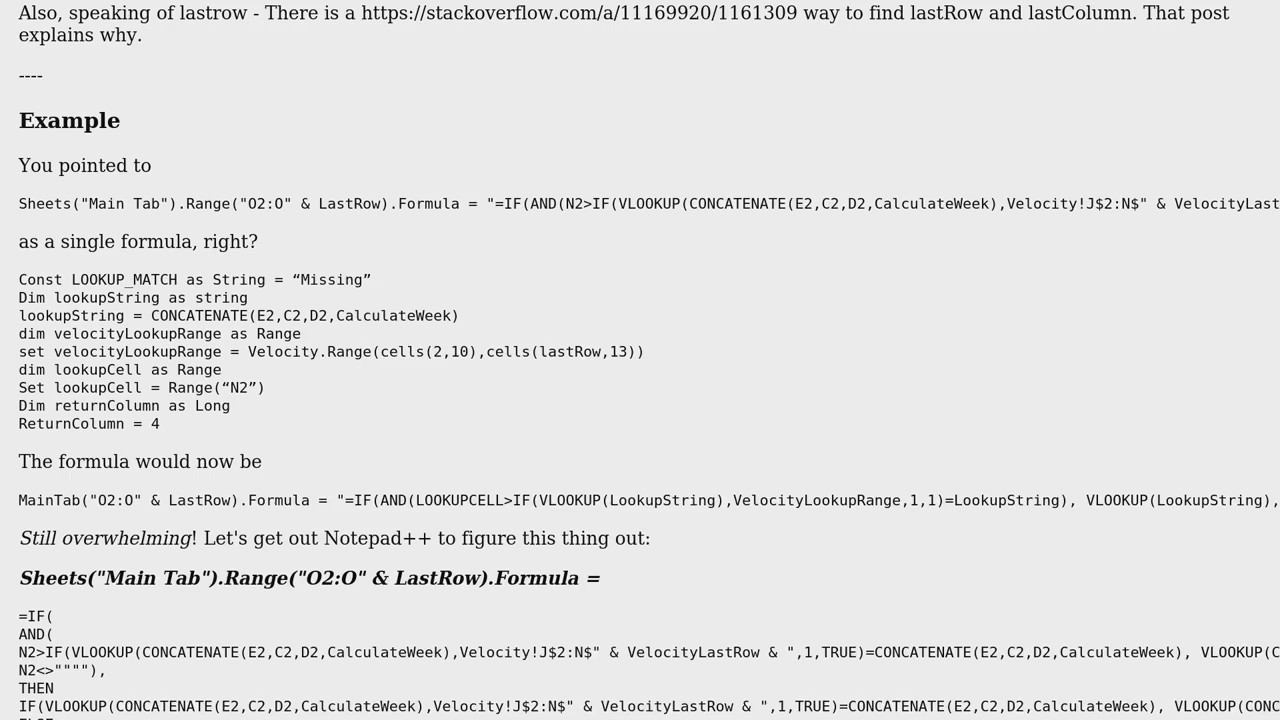 Also, speaking of lastrow - There is a https://stackoverflow.com/a/11169920/1161309 way to find lastRow and lastColumn. That post
explains why.
----
Example
You pointed to
Sheets("Main Tab").Range("O2:O" & LastRow).Formula = "=IF(AND(N2>IF(VLOOKUP(CONCATENATE(E2,C2,D2,CalculateWeek),Velocity!J$2:N$" & VelocityLast
as a single formula, right?
Const LOOKUP_MATCH as String = “Missing”
Dim lookupString as string
lookupString = CONCATENATE(E2,C2,D2,CalculateWeek)
dim velocityLookupRange as Range
set velocityLookupRange = Velocity.Range(cells(2,10),cells(lastRow,13))
dim lookupCell as Range
Set lookupCell = Range(“N2”)
Dim returnColumn as Long
ReturnColumn = 4
The formula would now be
MainTab("O2:O" & LastRow).Formula = "=IF(AND(LOOKUPCELL>IF(VLOOKUP(LookupString),VelocityLookupRange,1,1)=LookupString), VLOOKUP(LookupString),
Still overwhelming! Let's get out Notepad++ to figure this thing out:
Sheets("Main Tab").Range("O2:O" & LastRow).Formula =
=IF(
AND(
N2>IF(VLOOKUP(CONCATENATE(E2,C2,D2,CalculateWeek),Velocity!J$2:N$" & VelocityLastRow & ",1,TRUE)=CONCATENATE(E2,C2,D2,CalculateWeek), VLOOKUP(C
N2<>""""),
THEN
IF(VLOOKUP(CONCATENATE(E2,C2,D2,CalculateWeek),Velocity!J$2:N$" & VelocityLastRow & ",1,TRUE)=CONCATENATE(E2,C2,D2,CalculateWeek), VLOOKUP(CONC